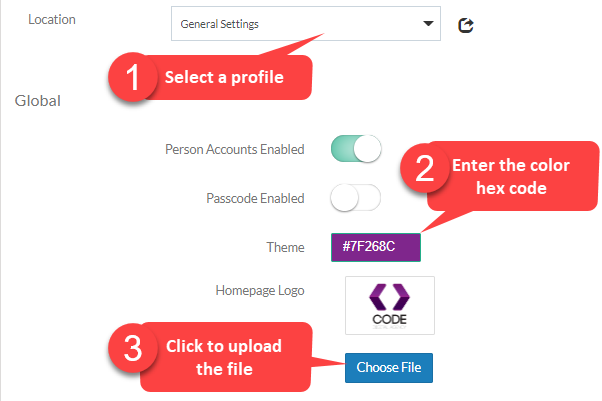 Location
General Settings
1 Select a profile
Global
Person Accounts Enabled
2 Enter the color
hex code
Passcode Enabled
Theme
#7F268C
Homepage Logo
CODE
3 Click to upload
the file
Choose File